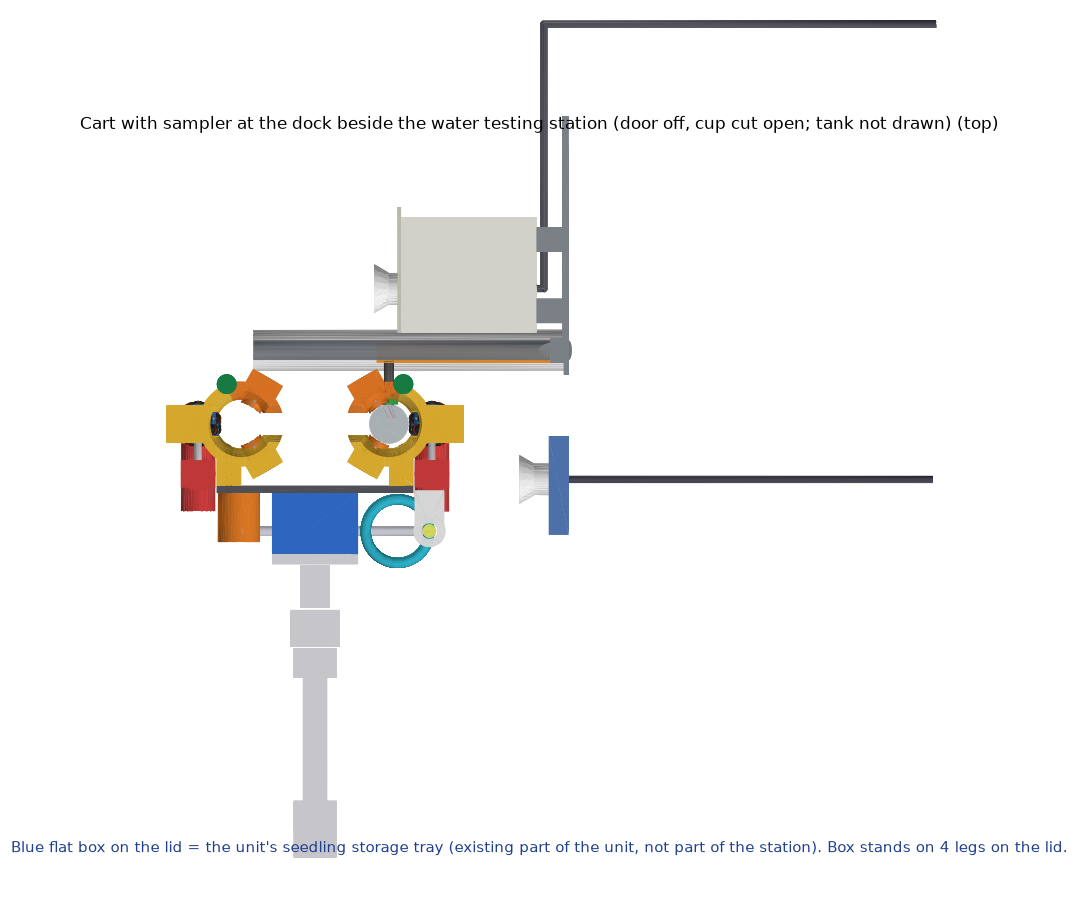 Cart with sampler at the dock beside the water testing station (door off, cup cut open; tank not drawn) (top)
Blue flat box on the lid = the unit's seedling storage tray (existing part of the unit, not part of the station). Box stands on 4 legs on the lid.